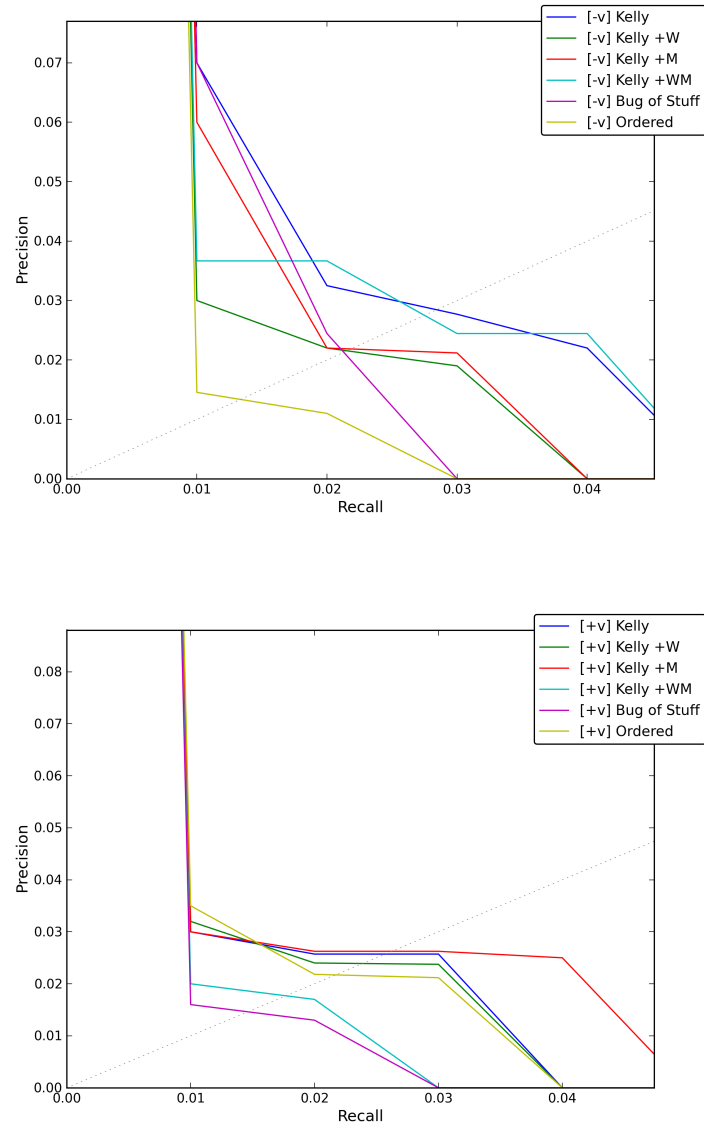 [-v] Kelly
[-v] Kelly +W
[-v] Kelly +M
[-v] Kelly +WM
[-v] Bug of Stuff
[-v] Ordered
0.07
0.06
0.05
0.04
0.03
0.02
0.01
0.00
Precision
0.00 0.01 0.02 0.03 0.04
Recall
[+v] Kelly
[+v] Kelly +W
[+v] Kelly +M
[+v] Kelly +WM
[+v] Bug of Stuff
[+v] Ordered
0.08
0.07
0.06
0.05
0.04
0.03
0.02
0.01
0.00
Precision
0.00 0.01 0.02 0.03 0.04
Recall